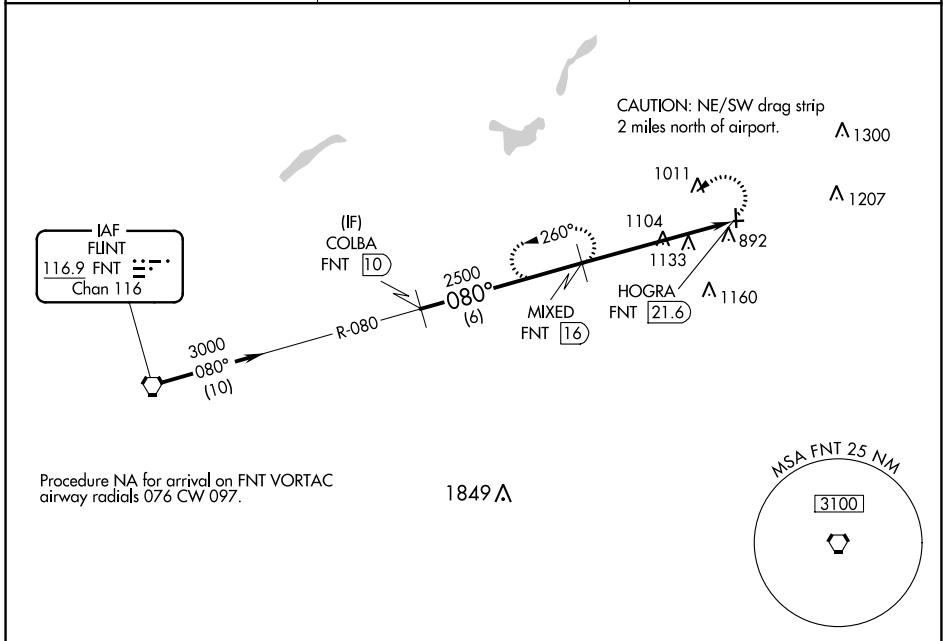 CAUTION: NE/SW drag strip
2 miles north of airport.
1300
1011
1207
IAF
FLINT
116.9 FNT
Chan 116
(IF)
COLBA
FNT 10
260°
1104
1133
892
2500
080°
(6)
MIXED
FNT 16
HOGRA
FNT 21.6
1160
R-080
3000
080°
(10)
Procedure NA for arrival on FNT VORTAC
airway radials 076 CW 097.
1849
MSA FNT 25 NM
3100